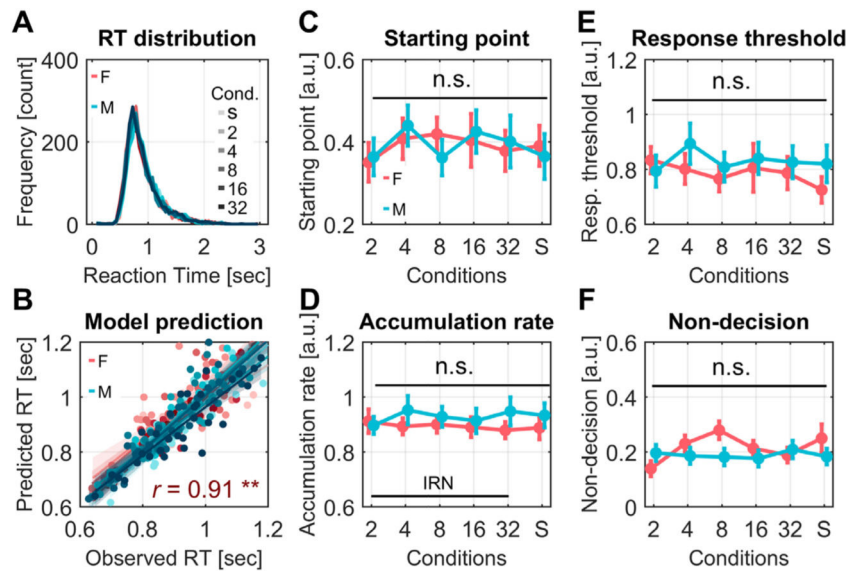 A
RT distribution
Frequency [count]
400
200
0
F
M
Cond.
S
2
4
8
16
32
0
1
2
3
Reaction Time [sec]
B
Model prediction
Predicted RT [sec]
1.2
1
0.8
0.6
F
M
r = 0.91 **
0.6
0.8
1
1.2
Observed RT [sec]
C
Starting point
Starting point [a.u.]
0.6
0.4
0.2
n.s.
F
M
2 4 8 16 32 S
Conditions
D
Accumulation rate
Accumulation rate [a.u.]
1.2
1
0.8
0.6
n.s.
IRN
2 4 8 16 32 S
Conditions
E
Response threshold
Resp. threshold [a.u.]
1.2
1
0.8
0.6
n.s.
2 4 8 16 32 S
Conditions
F
Non-decision
Non-decision [a.u.]
0.6
0.4
0.2
0
n.s.
2 4 8 16 32 S
Conditions